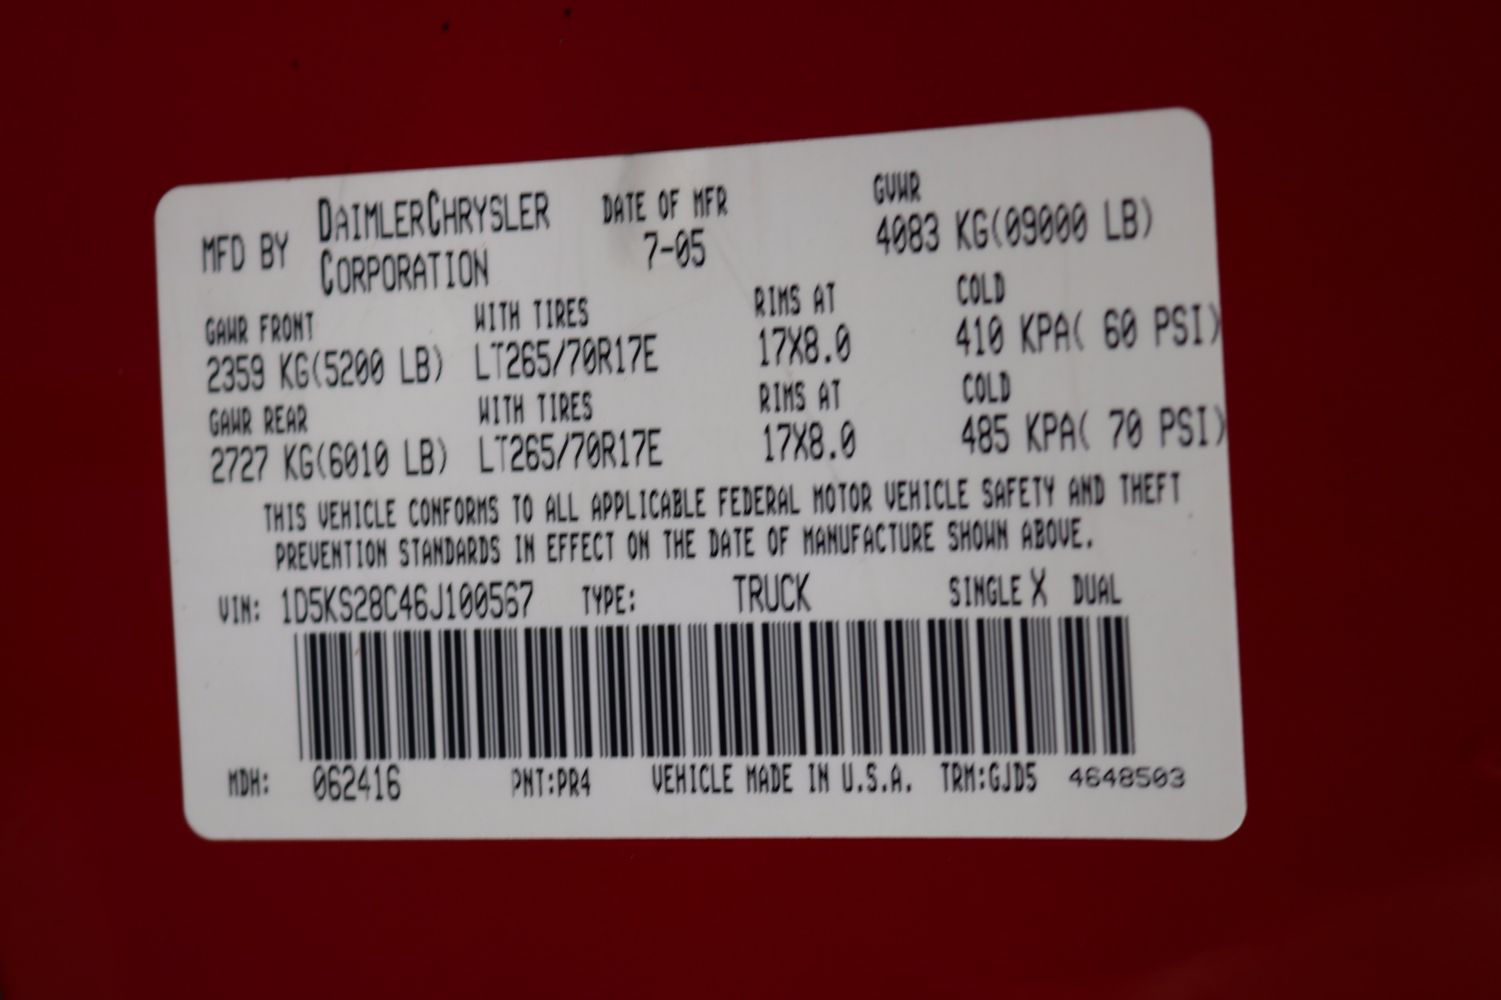 MFD BY DAIMLERCHRYSLER CORPORATION DATE OF MFR 7-05 GVWR 4083 KG(09000 LB)
GAWR FRONT WITH TIRES RIMS AT COLD
2359 KG(5200 LB) LT265/70R17E 17X8.0 410 KPA( 60 PSI)
GAWR REAR WITH TIRES RIMS AT COLD
2727 KG(6010 LB) LT265/70R17E 17X8.0 485 KPA( 70 PSI)
THIS VEHICLE CONFORMS TO ALL APPLICABLE FEDERAL MOTOR VEHICLE SAFETY AND THEFT
PREVENTION STANDARDS IN EFFECT ON THE DATE OF MANUFACTURE SHOWN ABOVE.
VIN: 1D5KS28C46J100567 TYPE: TRUCK SINGLE X DUAL
MDH: 062416 PNT:PR4 VEHICLE MADE IN U.S.A. TRM:GJD5 4648503